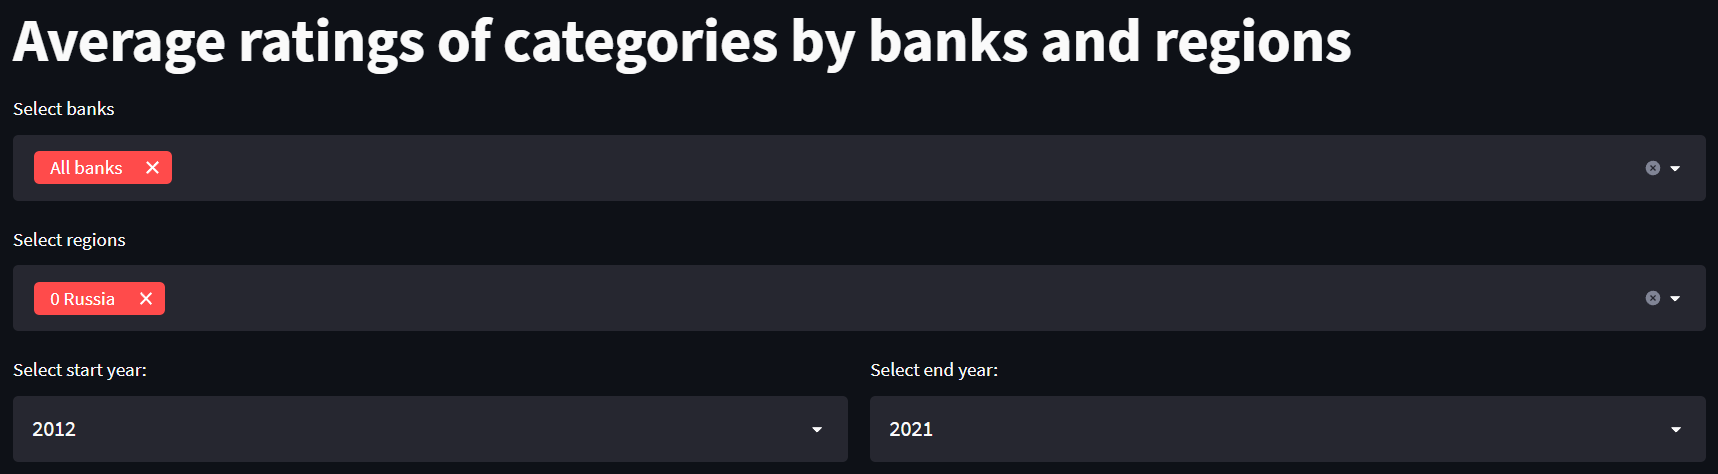 Average ratings of categories by banks and regions
Select banks
All banks
Select regions
0 Russia
Select start year:
Select end year:
2012
2021